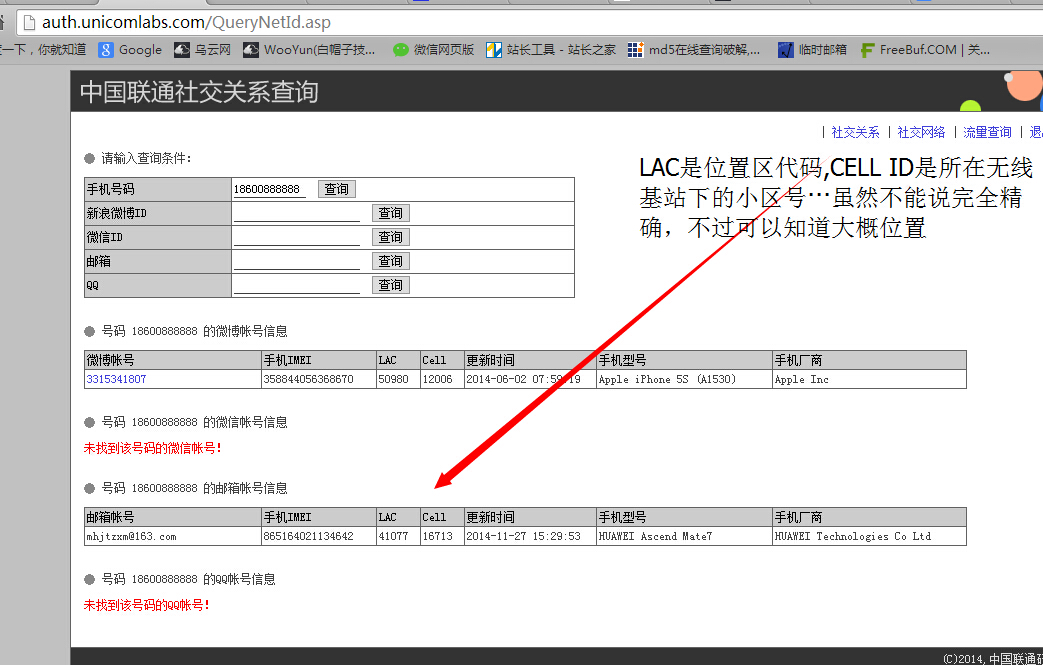 auth.unicomlabs.com/QueryNetId.asp
一下，你就知道 Google 乌云网 WooYun(白帽子技... 微信网页版 站长工具 - 站长之家 md5在线查询破解,... 临时邮箱 FreeBuf.COM | 关...
中国联通社交关系查询
| 社交关系 | 社交网络 | 流量查询 | 退
请输入查询条件：
LAC是位置区代码,CELL ID是所在无线
基站下的小区号…虽然不能说完全精
确，不过可以知道大概位置
手机号码 18600888888 查询
新浪微博ID 查询
微信ID 查询
邮箱 查询
QQ 查询
号码 18600888888 的微博帐号信息
微博帐号 手机IMEI LAC Cell 更新时间 手机型号 手机厂商
3315341807 358844056368670 50980 12006 2014-06-02 07:59:19 Apple iPhone 5S (A1530) Apple Inc
号码 18600888888 的微信帐号信息
未找到该号码的微信帐号!
号码 18600888888 的邮箱帐号信息
邮箱帐号 手机IMEI LAC Cell 更新时间 手机型号 手机厂商
mhjtzxm@163.com 865164021134642 41077 16713 2014-11-27 15:29:53 HUAWEI Ascend Mate7 HUAWEI Technologies Co Ltd
号码 18600888888 的QQ帐号信息
未找到该号码的QQ帐号!
(C)2014, 中国联通研